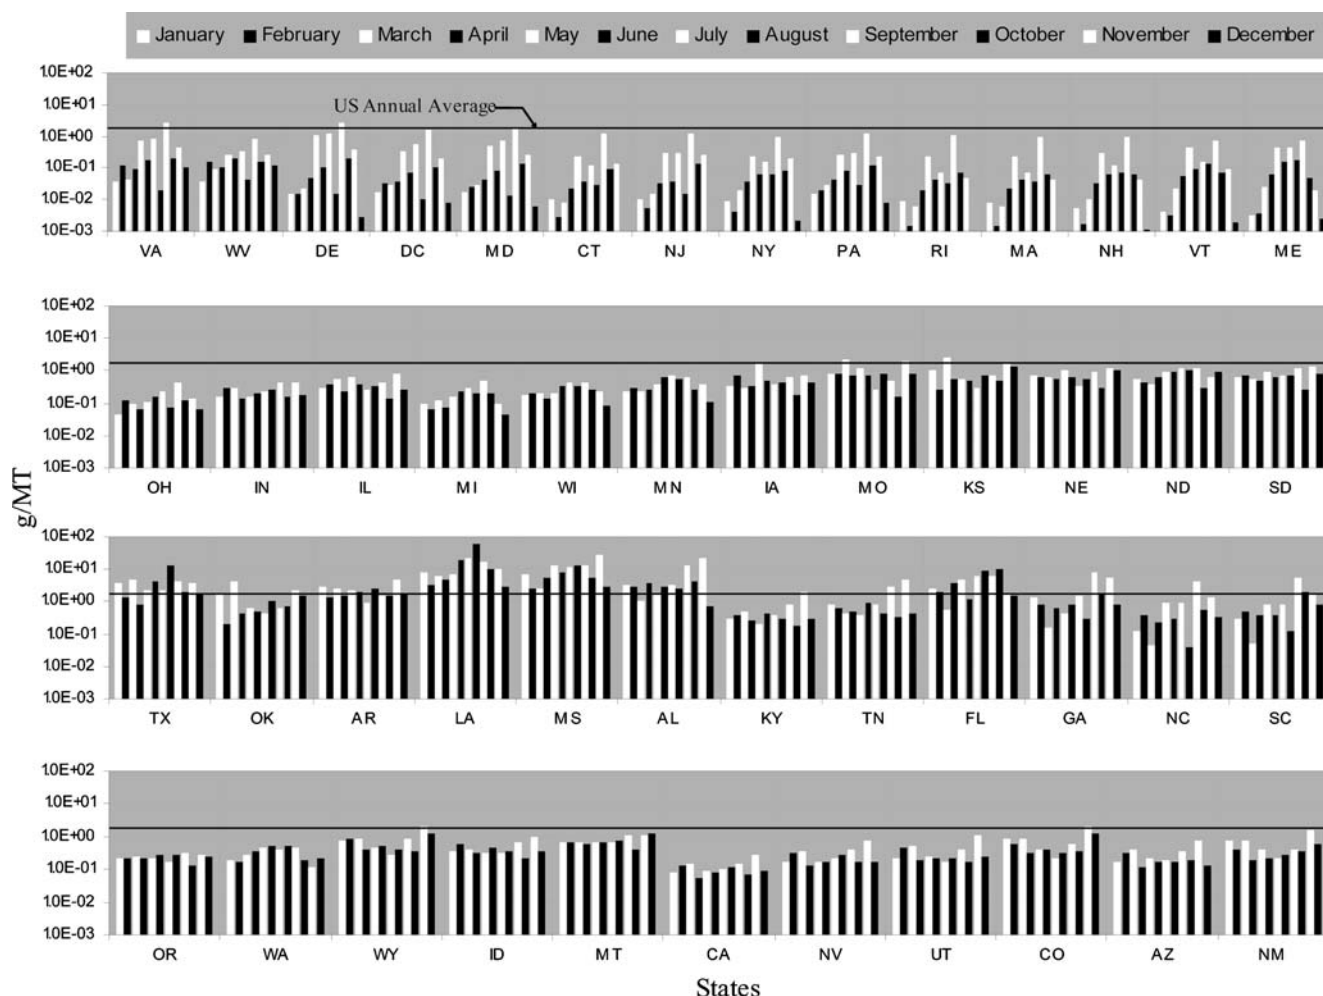 January February March April May June July August September October November December
1.0E+02
US Annual Average
1.0E+01
1.0E+00
1.0E-01
1.0E-02
1.0E-03
VA WV DE DC MD CT NJ NY PA RI MA NH VT ME
1.0E+02
1.0E+01
1.0E+00
1.0E-01
1.0E-02
1.0E-03
OH IN IL MI WI MN IA MO KS NE ND SD
g/MT
1.0E+02
1.0E+01
1.0E+00
1.0E-01
1.0E-02
1.0E-03
TX OK AR LA MS AL KY TN FL GA NC SC
1.0E+02
1.0E+01
1.0E+00
1.0E-01
1.0E-02
1.0E-03
OR WA WY ID MT CA NV UT CO AZ NM
States